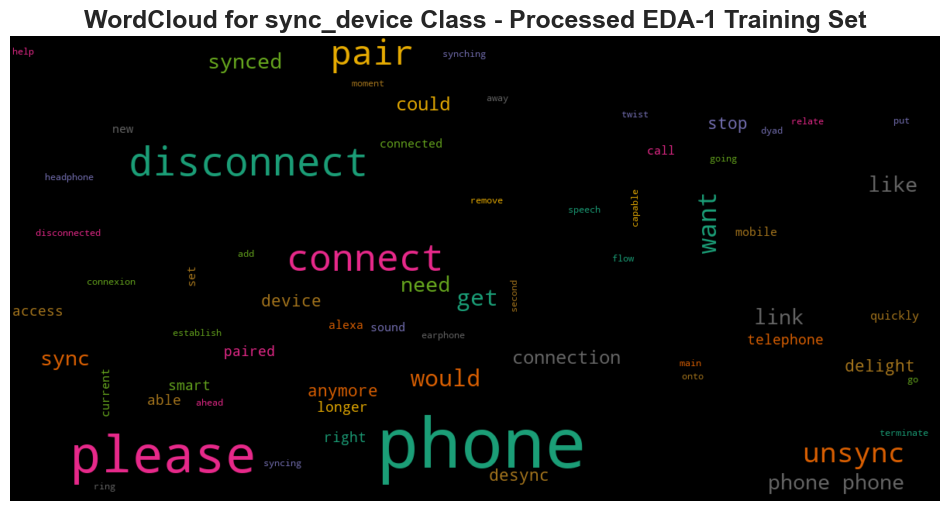 WordCloud for sync_device Class - Processed EDA-1 Training Set
help
synced
pair
synching
moment
could
away
twist
stop
relate
put
dyad
new
disconnect
connected
call
going
headphone
remove
like
capable
speech
want
disconnected
mobile
add
connect
flow
connexion
set
need
second
device
get
access
alexa
sound
link
quickly
establish
earphone
telephone
sync
paired
connection
main
delight
current
smart
would
onto
go
able
ahead
anymore
longer
please
right
phone
terminate
syncing
desync
unsync
ring
phone phone